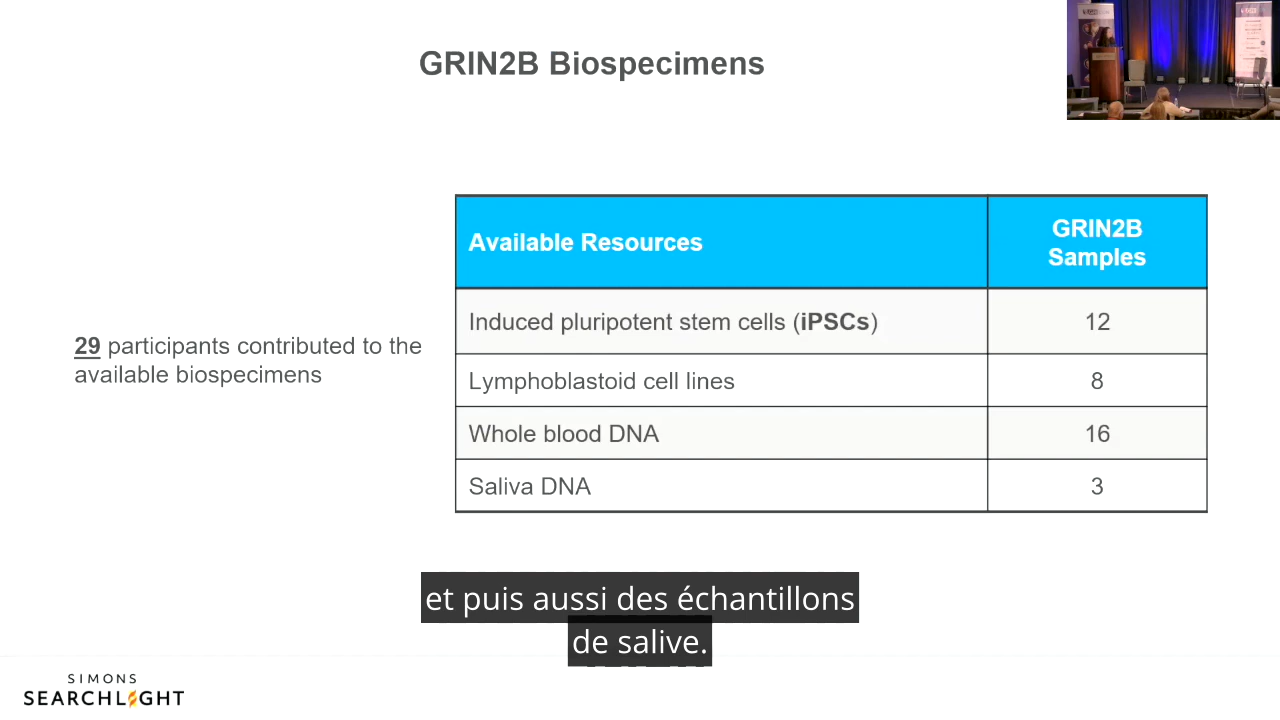 GRIN2B Biospecimens
29 participants contributed to the
available biospecimens
Available Resources
GRIN2B
Samples
Induced pluripotent stem cells (iPSCs)
12
Lymphoblastoid cell lines
8
Whole blood DNA
16
Saliva DNA
3
et puis aussi des échantillons
de salive.
SIMONS
SEARCHLIGHT